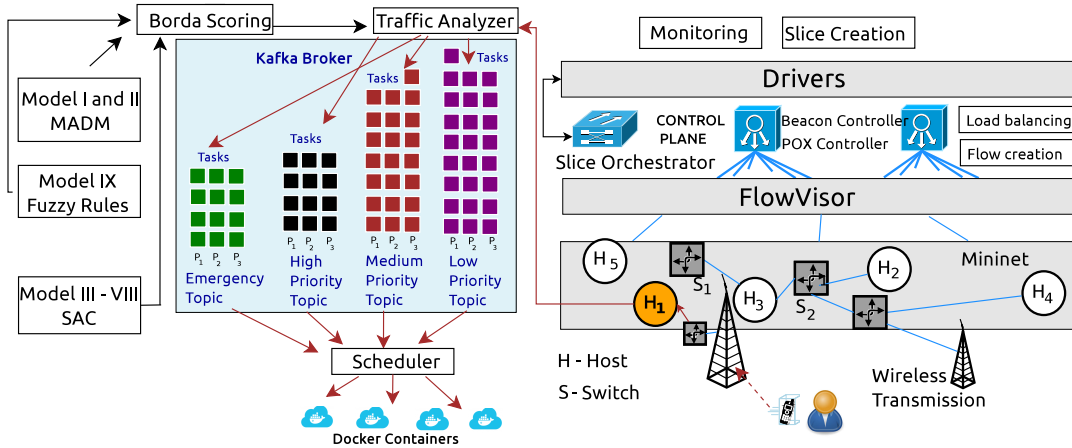 Borda Scoring
Traffic Analyzer
Kafka Broker
Tasks
Tasks
Tasks
Tasks
Model I and II
MADM
Model IX
Fuzzy Rules
Model III - VIII
SAC
P1 P2 P3
P1 P2 P3
P1 P2 P3
P1 P2 P3
Emergency
Topic
High
Priority
Topic
Medium
Priority
Topic
Low
Priority
Topic
Scheduler
Docker Containers
Monitoring
Slice Creation
Drivers
Slice Orchestrator
CONTROL
PLANE
Beacon Controller
POX Controller
Load balancing
Flow creation
FlowVisor
Mininet
H5
S1
H1
H3
S2
H2
H4
H - Host
S - Switch
Wireless
Transmission